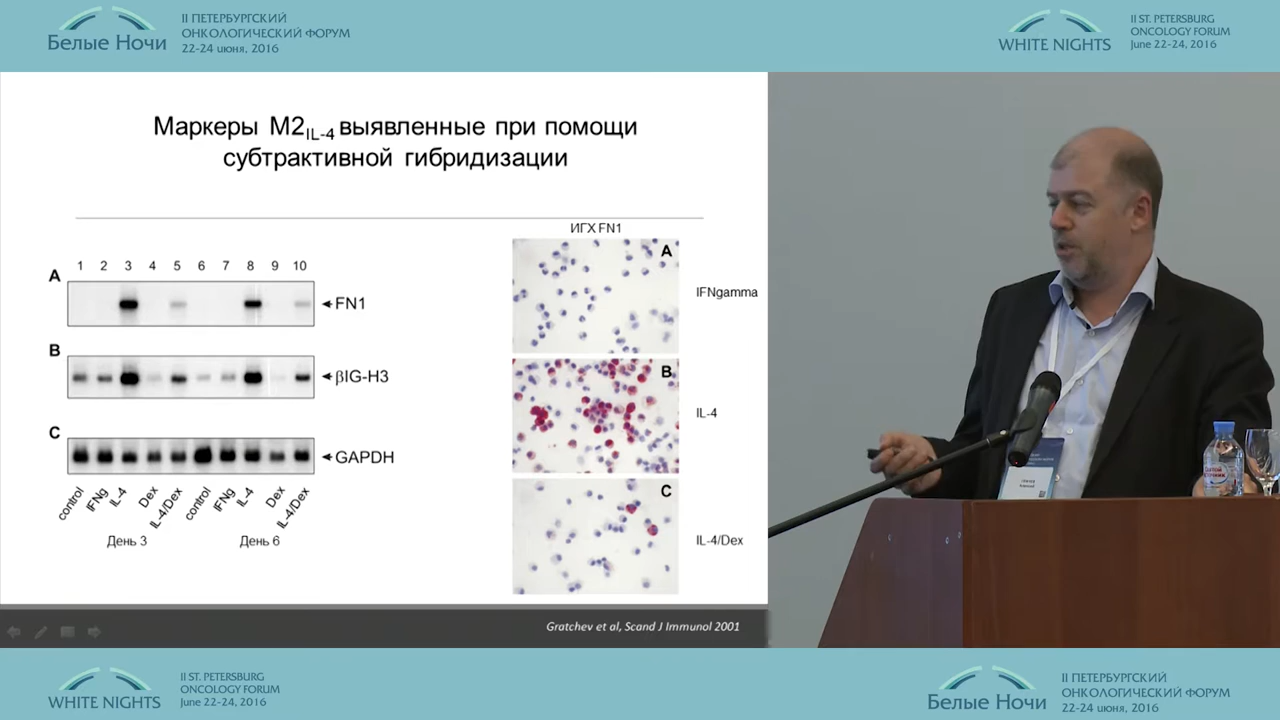 Белые Ночи
II ПЕТЕРБУРГСКИЙ
ОНКОЛОГИЧЕСКИЙ ФОРУМ
22-24 июня, 2016
WHITE NIGHTS
II ST. PETERSBURG
ONCOLOGY FORUM
June 22-24, 2016
Маркеры M2IL-4 выявленные при помощи
субтрактивной гибридизации
1 2 3 4 5 6 7 8 9 10
A
FN1
B
βIG-H3
C
GAPDH
control IFNg IL-4 Dex IL-4/Dex control IFNg IL-4 Dex IL-4/Dex
День 3 День 6
ИГХ FN1
A
IFNgamma
B
IL-4
C
IL-4/Dex
Gratchev et al, Scand J Immunol 2001
WHITE NIGHTS
II ST. PETERSBURG
ONCOLOGY FORUM
June 22-24, 2016
Белые Ночи
II ПЕТЕРБУРГСКИЙ
ОНКОЛОГИЧЕСКИЙ ФОРУМ
22-24 июня, 2016